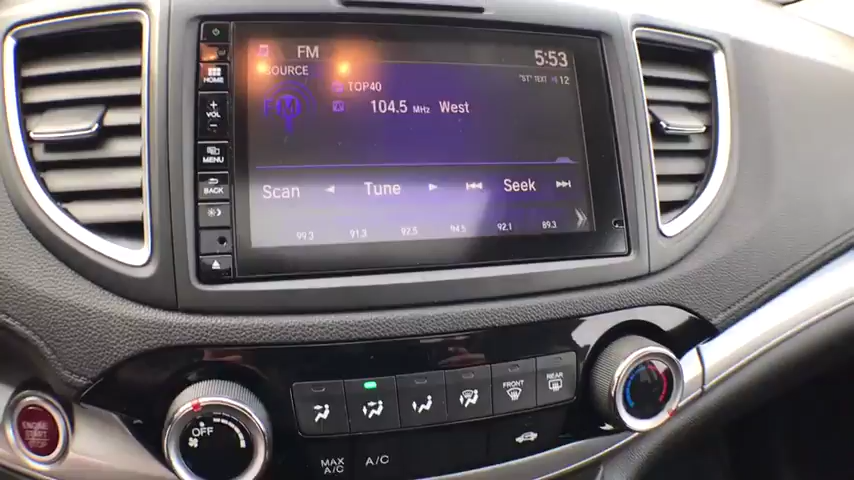 FM
5:53
HOME
SOURCE
"ST" TEXT 12
TOP40
+
VOL
-
FM
104.5 MHz West
MENU
BACK
Scan Tune Seek
99.3 91.3 92.5 94.5 92.1 89.3
FRONT
REAR
ENGINE
START
STOP
OFF
MAX
A/C
A/C